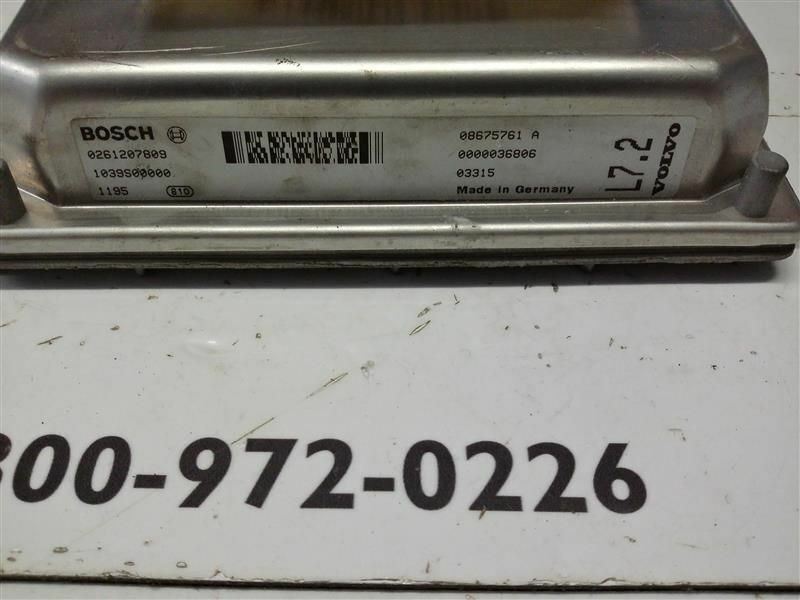 BOSCH
0261207809
1039S00000
1195 810
08675761 A
0000036806
03315
Made in Germany
L7.2
VOLVO
800-972-0226